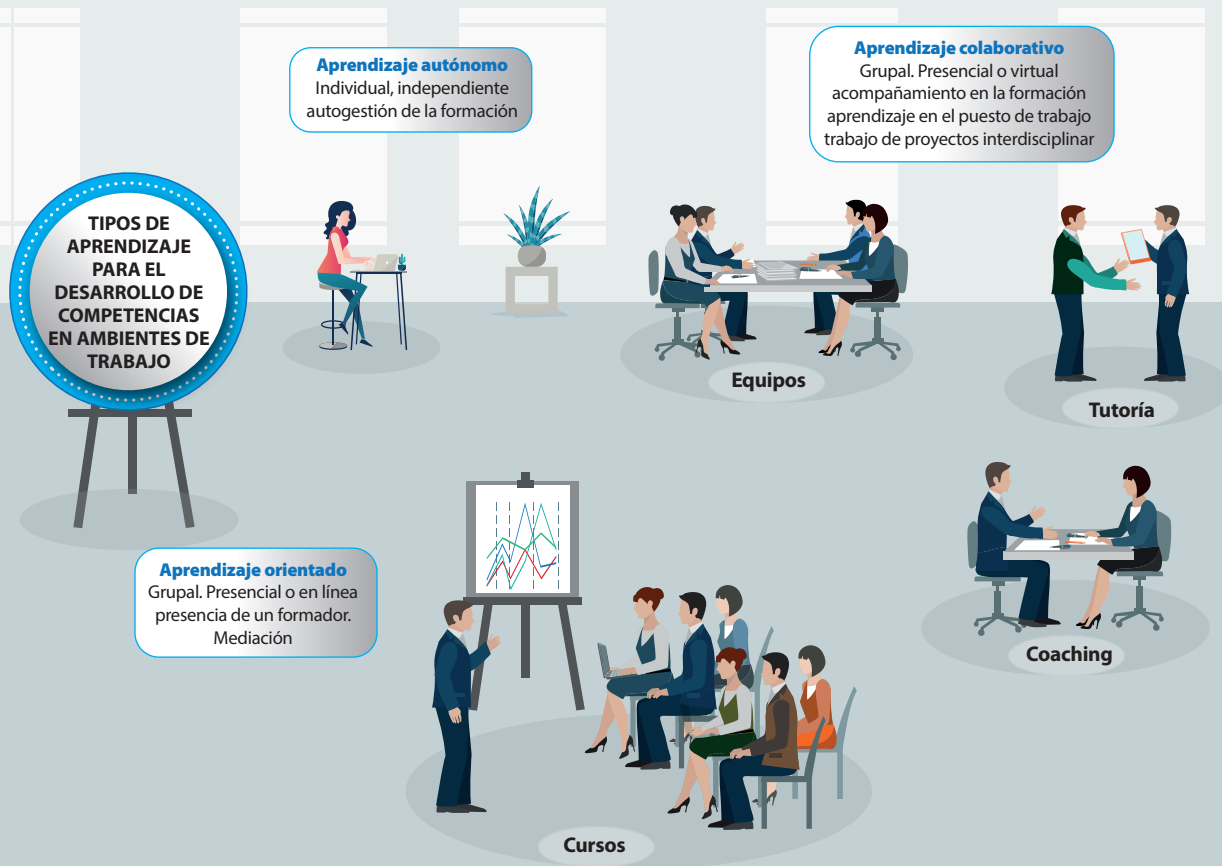 TIPOS DE
APRENDIZAJE
PARA EL
DESARROLLO DE
COMPETENCIAS
EN AMBIENTES DE
TRABAJO
Aprendizaje autónomo
Individual, independiente
autogestión de la formación
Aprendizaje colaborativo
Grupal. Presencial o virtual
acompañamiento en la formación
aprendizaje en el puesto de trabajo
trabajo de proyectos interdisciplinar
Equipos
Tutoría
Aprendizaje orientado
Grupal. Presencial o en línea
presencia de un formador.
Mediación
Coaching
Cursos